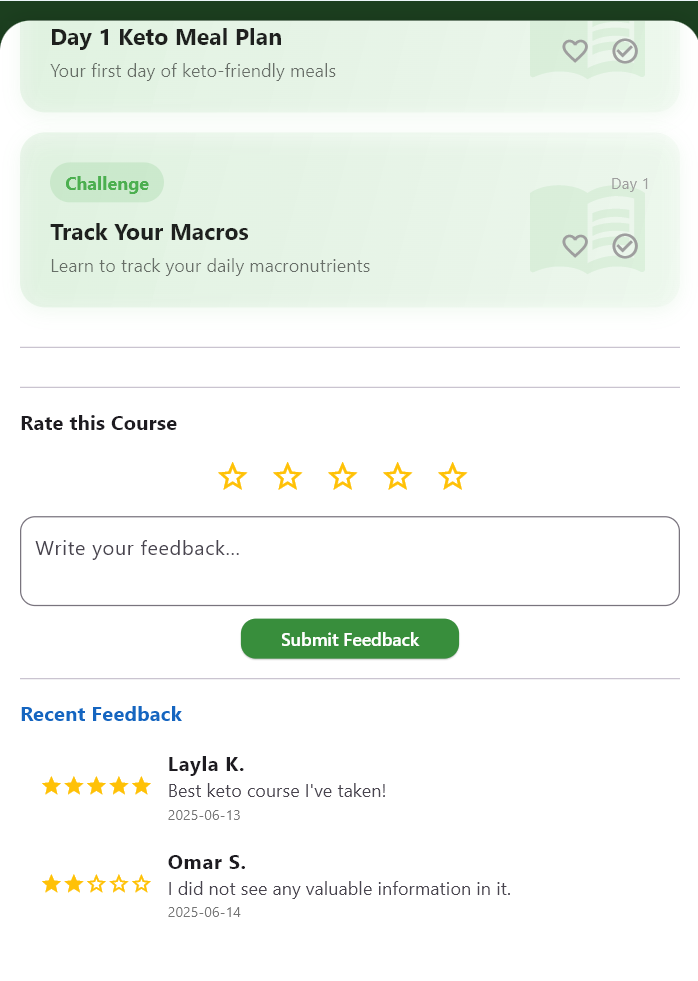 Day 1 Keto Meal Plan
Your first day of keto-friendly meals
Challenge
Day 1
Track Your Macros
Learn to track your daily macronutrients
Rate this Course
Write your feedback...
Submit Feedback
Recent Feedback
Layla K.
Best keto course I've taken!
2025-06-13
Omar S.
I did not see any valuable information in it.
2025-06-14